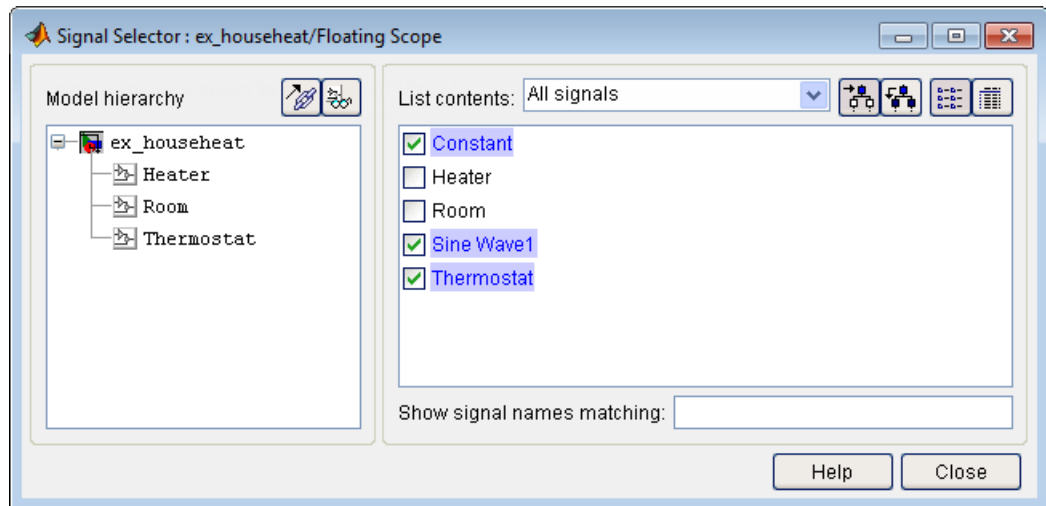 Signal Selector : ex_househeat/Floating Scope
Model hierarchy
ex_househeat
Heater
Room
Thermostat
List contents: All signals
Constant
Heater
Room
Sine Wave1
Thermostat
Show signal names matching:
Help Close